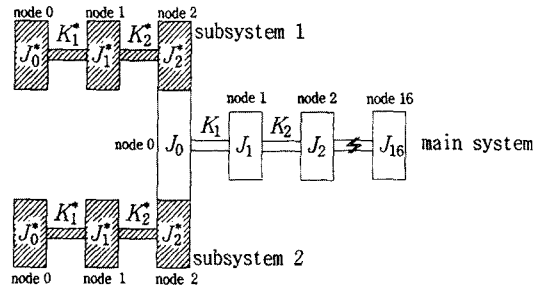 node 0 node 1 node 2
K₁* K₂* subsystem 1
J₀* J₁* J₂*
node 1 node 2 node 16
K₁ K₂
node 0 J₀ J₁ J₂ J₁₆ main system
K₁* K₂*
J₀* J₁* J₂*
subsystem 2
node 0 node 1 node 2